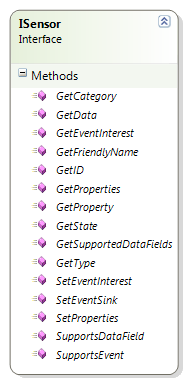 ISensor
Interface
Methods
GetCategory
GetData
GetEventInterest
GetFriendlyName
GetID
GetProperties
GetProperty
GetState
GetSupportedDataFields
GetType
SetEventInterest
SetEventSink
SetProperties
SupportsDataField
SupportsEvent